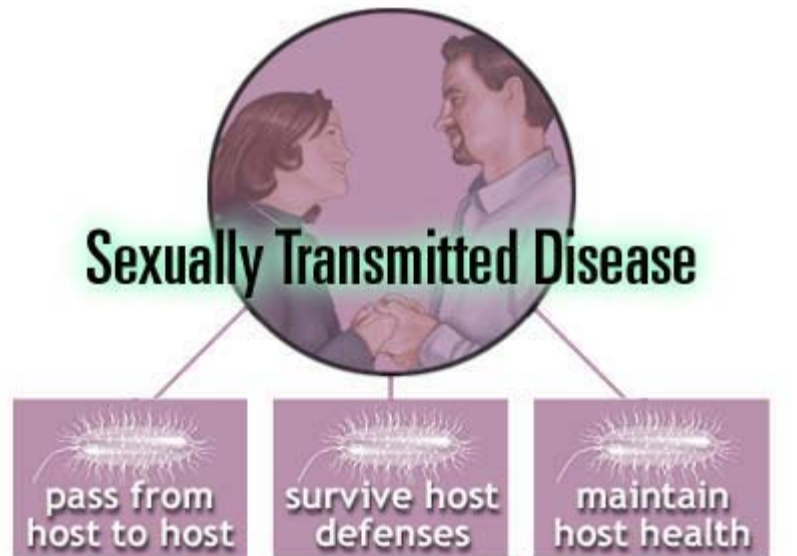 Sexually Transmitted Disease
pass from
host to host
survive host
defenses
maintain
host health